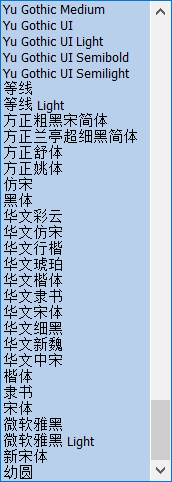 Yu Gothic Medium
Yu Gothic UI
Yu Gothic UI Light
Yu Gothic UI Semibold
Yu Gothic UI Semilight
等线
等线 Light
方正粗黑宋简体
方正兰亭超细黑简体
方正舒体
方正姚体
仿宋
黑体
华文彩云
华文仿宋
华文行楷
华文琥珀
华文楷体
华文隶书
华文宋体
华文细黑
华文新魏
华文中宋
楷体
隶书
宋体
微软雅黑
微软雅黑 Light
新宋体
幼圆